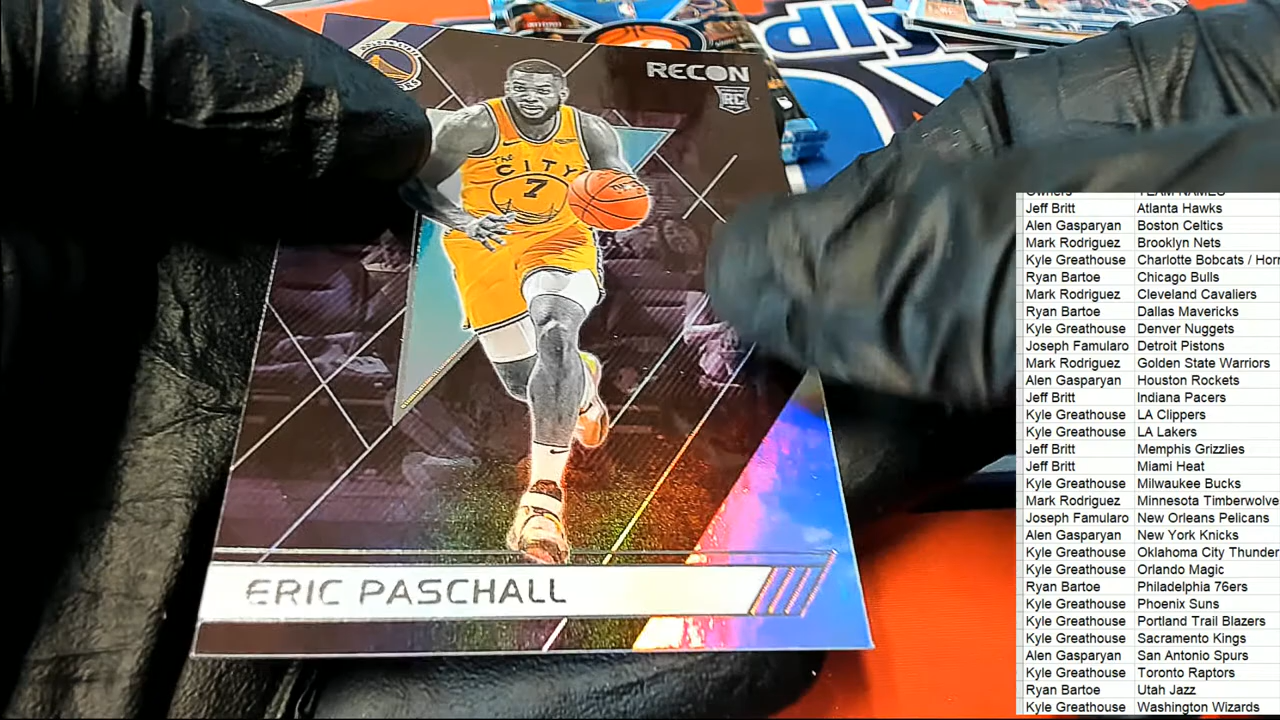 RECON
RC
The
CITY
7
ERIC PASCHALL
Owners TEAM NAMES
Jeff Britt Atlanta Hawks
Alen Gasparyan Boston Celtics
Mark Rodriguez Brooklyn Nets
Kyle Greathouse Charlotte Bobcats / Horn
Ryan Bartoe Chicago Bulls
Mark Rodriguez Cleveland Cavaliers
Ryan Bartoe Dallas Mavericks
Kyle Greathouse Denver Nuggets
Joseph Famularo Detroit Pistons
Mark Rodriguez Golden State Warriors
Alen Gasparyan Houston Rockets
Jeff Britt Indiana Pacers
Kyle Greathouse LA Clippers
Kyle Greathouse LA Lakers
Jeff Britt Memphis Grizzlies
Jeff Britt Miami Heat
Kyle Greathouse Milwaukee Bucks
Mark Rodriguez Minnesota Timberwolve
Joseph Famularo New Orleans Pelicans
Alen Gasparyan New York Knicks
Kyle Greathouse Oklahoma City Thunder
Kyle Greathouse Orlando Magic
Ryan Bartoe Philadelphia 76ers
Kyle Greathouse Phoenix Suns
Kyle Greathouse Portland Trail Blazers
Kyle Greathouse Sacramento Kings
Alen Gasparyan San Antonio Spurs
Kyle Greathouse Toronto Raptors
Ryan Bartoe Utah Jazz
Kyle Greathouse Washington Wizards